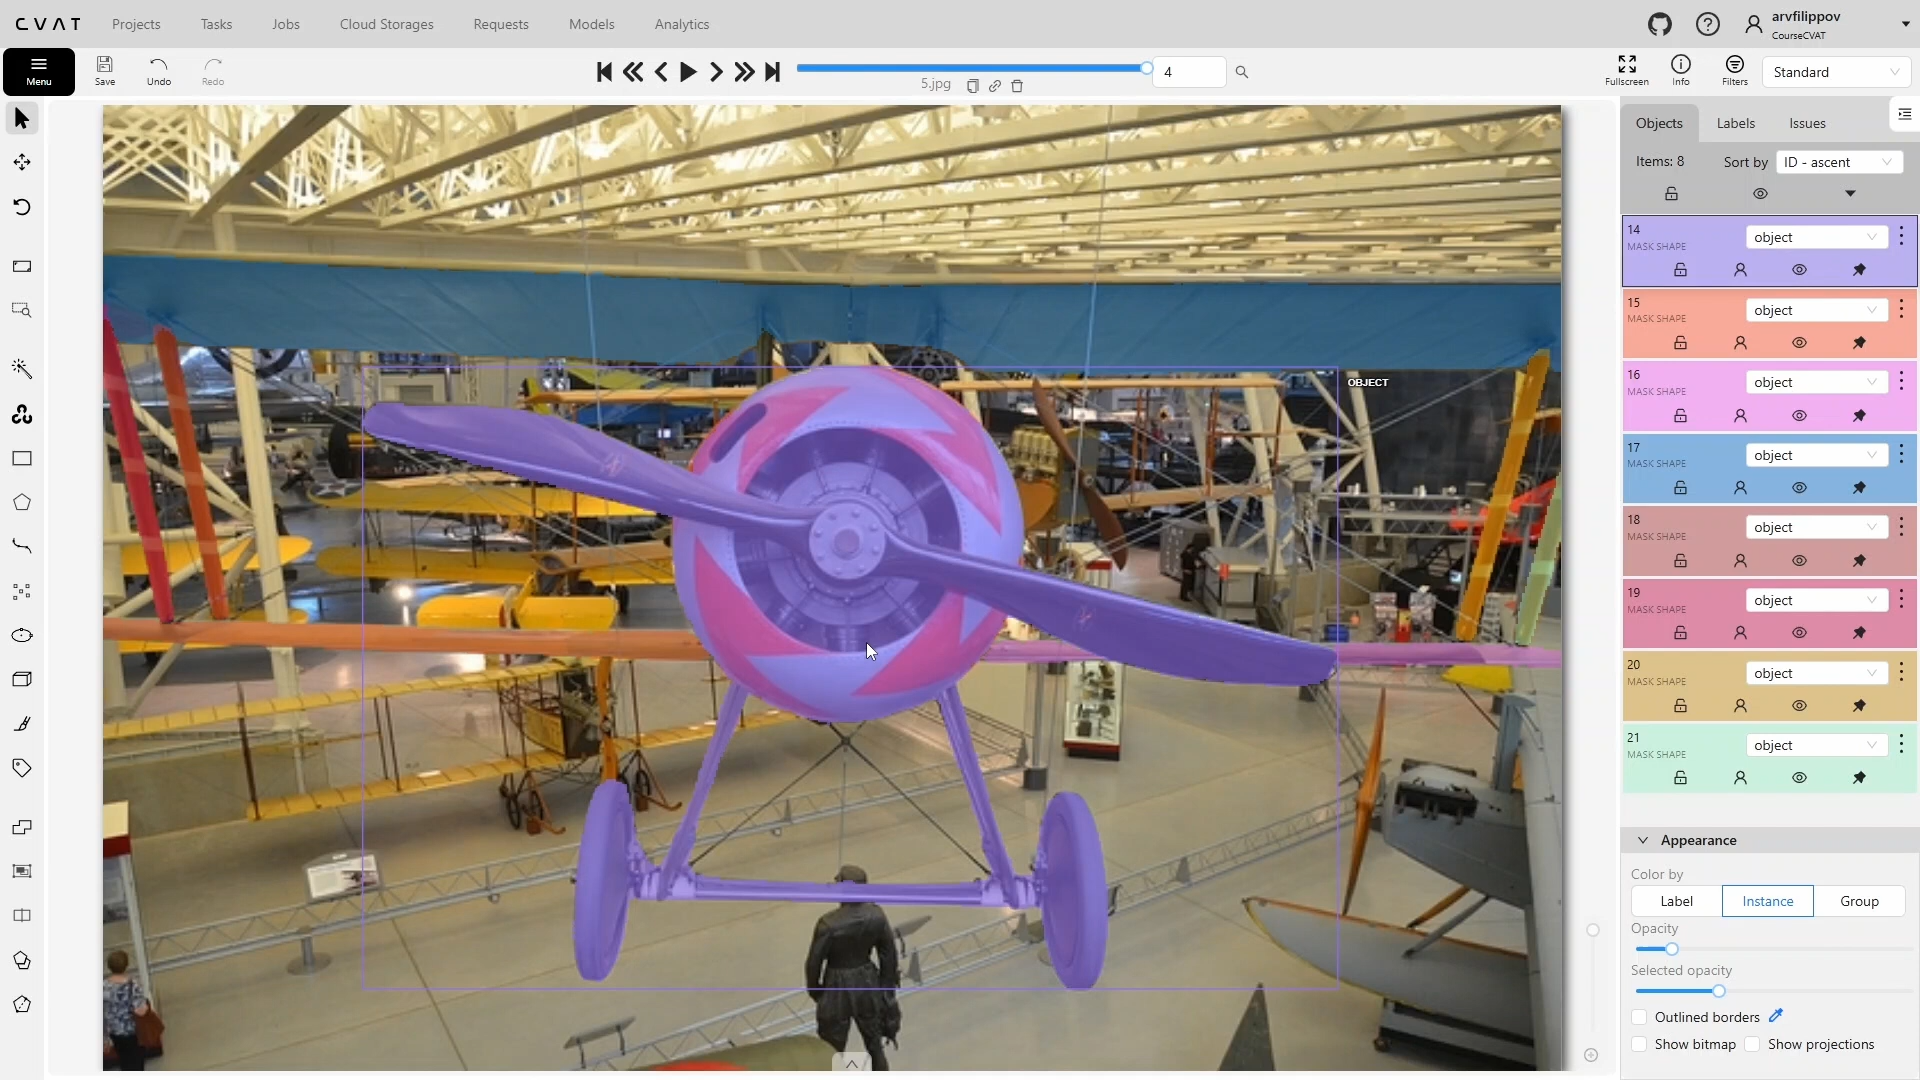 CVAT Projects Tasks Jobs Cloud Storages Requests Models Analytics arvfilippov
CourseCVAT
Menu Save Undo Redo 5.jpg 4 Fullscreen Info Filters Standard
Objects Labels Issues
Items: 8 Sort by ID - ascent
14 object
MASK SHAPE
15 object
MASK SHAPE
16 object
MASK SHAPE
17 object
MASK SHAPE
18 object
MASK SHAPE
19 object
MASK SHAPE
20 object
MASK SHAPE
21 object
MASK SHAPE
OBJECT
Appearance
Color by
Label Instance Group
Opacity
Selected opacity
Outlined borders
Show bitmap Show projections